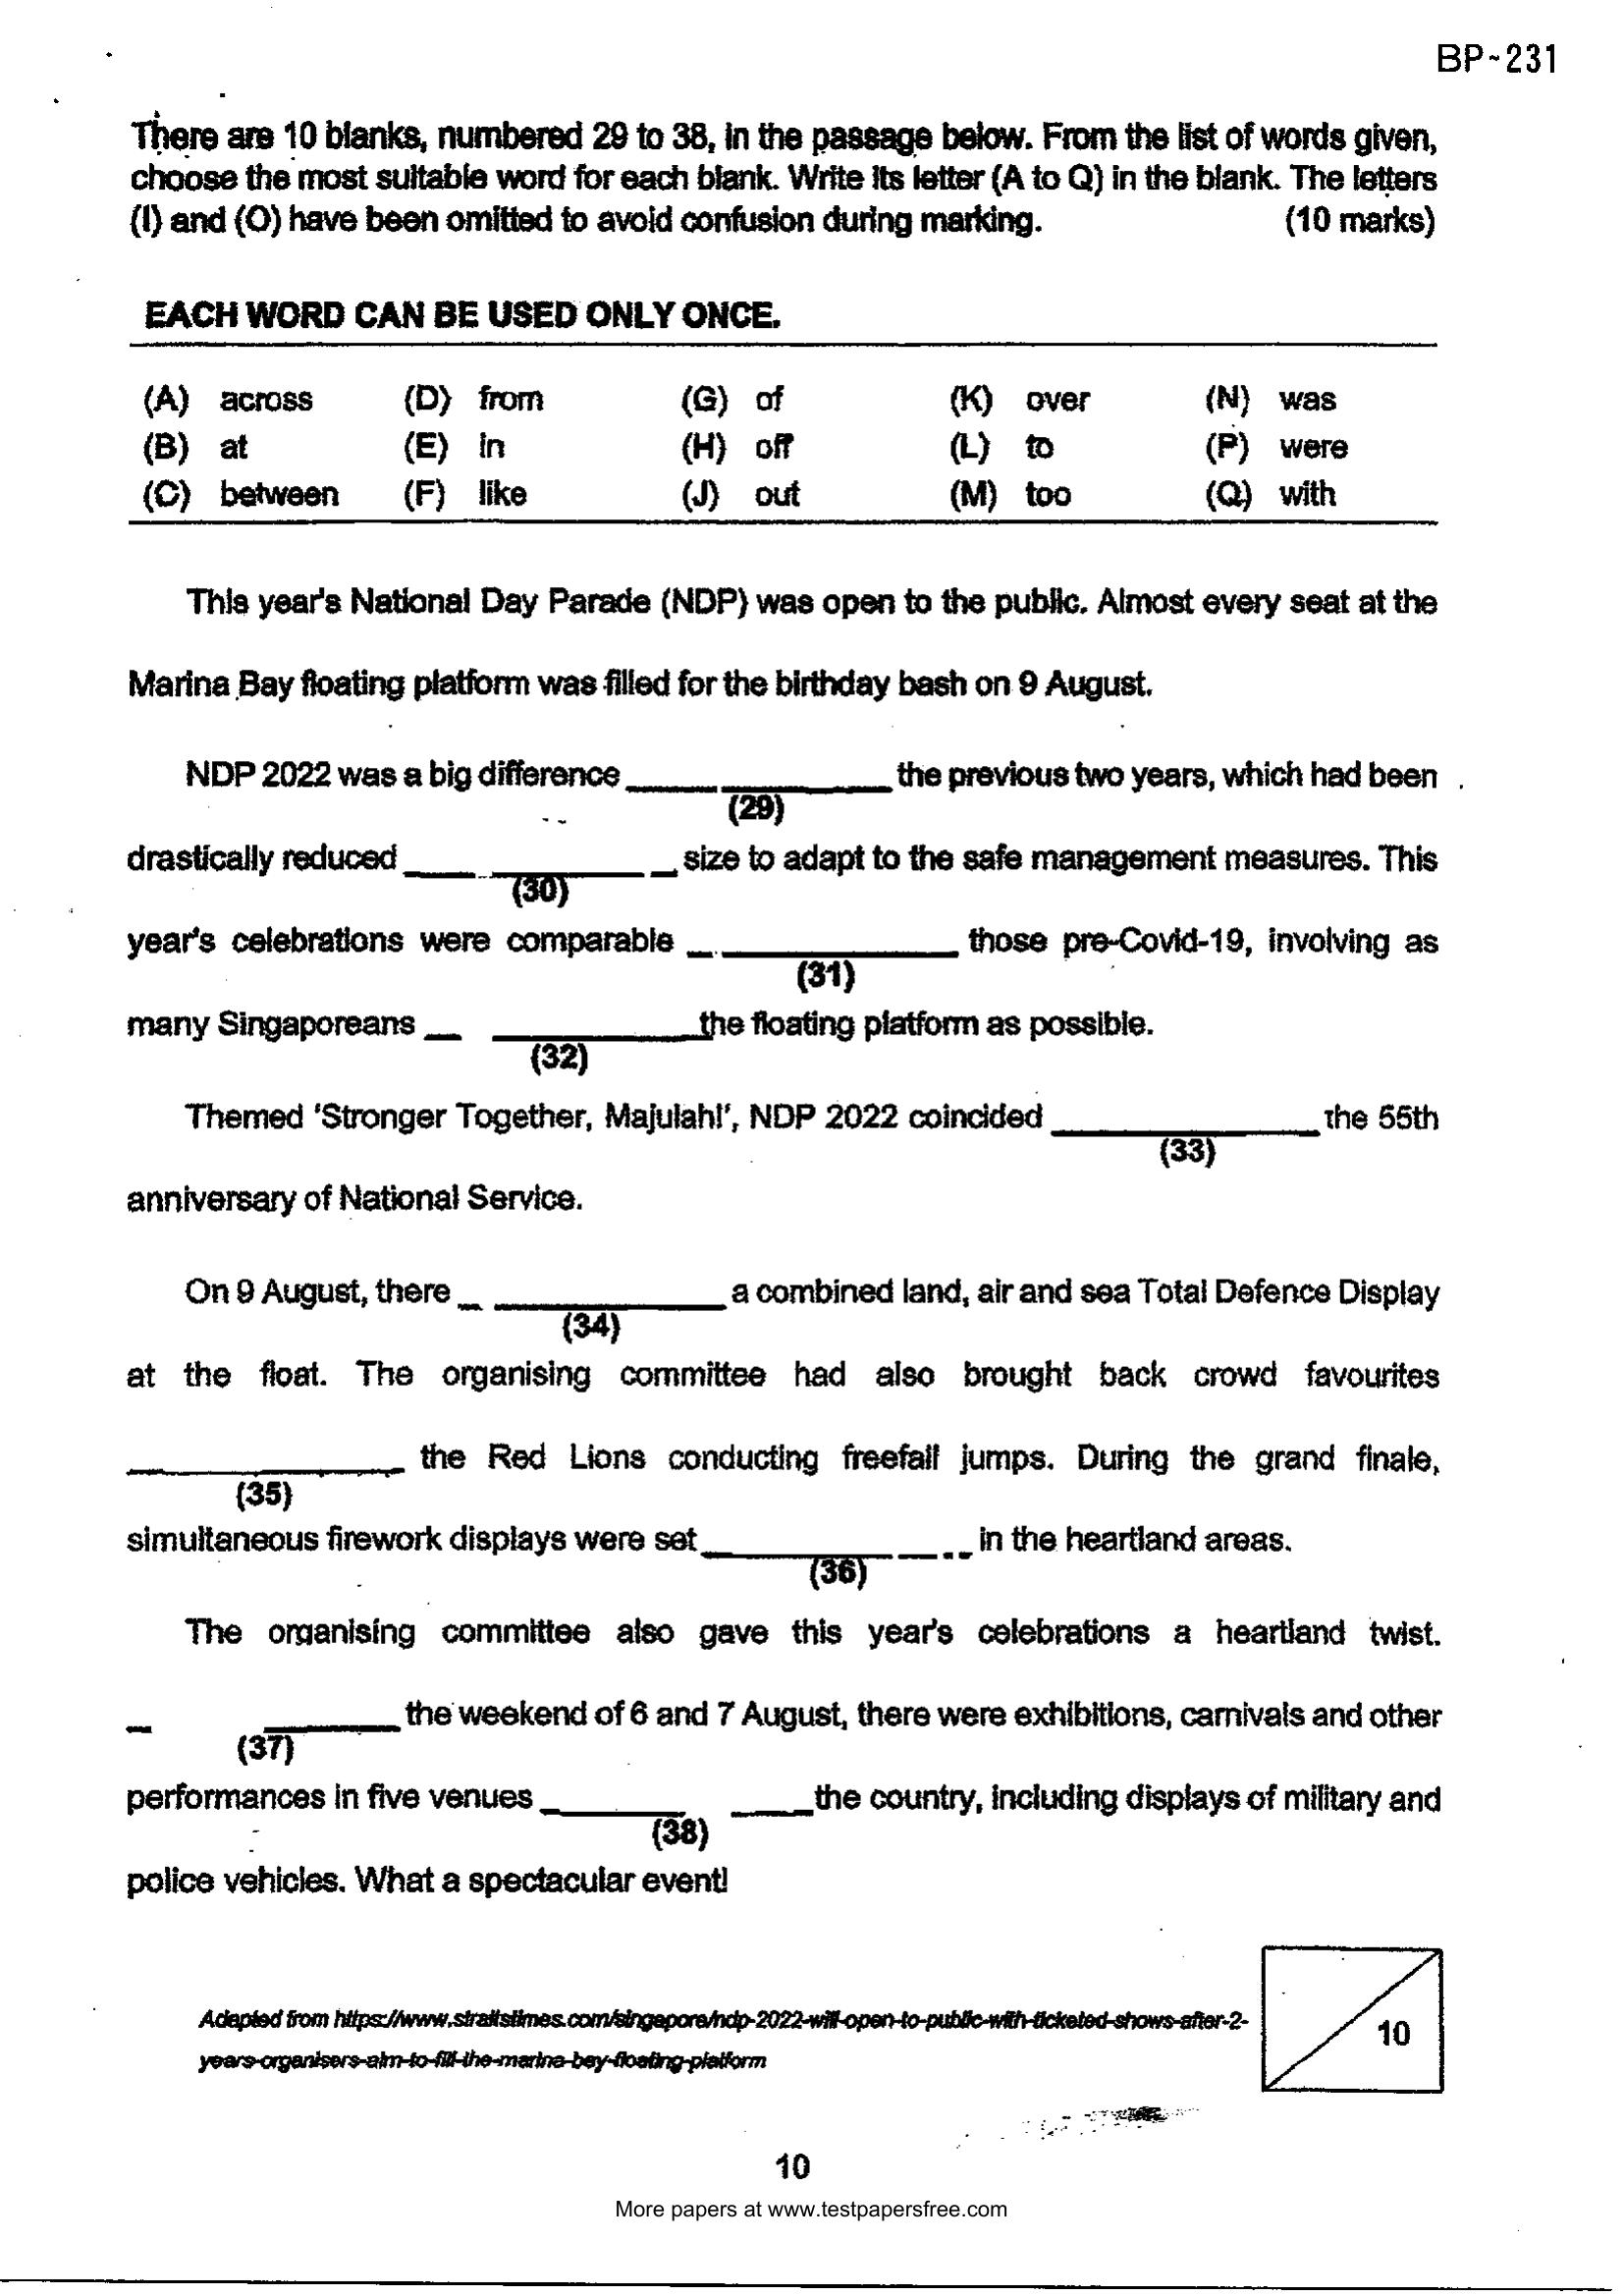 BP-231
There are 10 blanks, numbered 29 to 38, in the passage below. From the list of words given,
choose the most suitable word for each blank. Write its letter (A to Q) in the blank. The letters
(I) and (O) have been omitted to avoid confusion during marking. (10 marks)
EACH WORD CAN BE USED ONLY ONCE.
(A) across (D) from (G) of (K) over (N) was
(B) at (E) in (H) off (L) to (P) were
(C) between (F) like (J) out (M) too (Q) with
This year's National Day Parade (NDP) was open to the public. Almost every seat at the
Marina Bay floating platform was filled for the birthday bash on 9 August.
NDP 2022 was a big difference ____ the previous two years, which had been
(29)
drastically reduced ____ size to adapt to the safe management measures. This
(30)
year's celebrations were comparable ____ those pre-Covid-19, involving as
(31)
many Singaporeans ____ the floating platform as possible.
(32)
Themed 'Stronger Together, Majulah!', NDP 2022 coincided ____ the 55th
(33)
anniversary of National Service.
On 9 August, there ____ a combined land, air and sea Total Defence Display
(34)
at the float. The organising committee had also brought back crowd favourites
____ the Red Lions conducting freefall jumps. During the grand finale,
(35)
simultaneous firework displays were set ____ in the heartland areas.
(36)
The organising committee also gave this year's celebrations a heartland twist.
____ the weekend of 6 and 7 August, there were exhibitions, carnivals and other
(37)
performances in five venues ____ the country, including displays of military and
(38)
police vehicles. What a spectacular event!
Adapted from https://www.straitstimes.com/singapore/ndp-2022-will-open-to-public-with-ticketed-shows-after-2-
years-organisers-aim-to-fill-the-marina-bay-floating-platform
10
10
More papers at www.testpapersfree.com